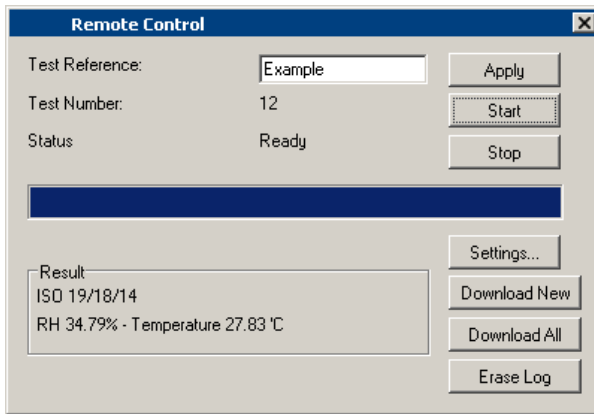 Remote Control
Test Reference: Example Apply
Test Number: 12 Start
Status Ready Stop
Settings...
Result
ISO 19/18/14 Download New
RH 34.79% - Temperature 27.83 'C
Download All
Erase Log